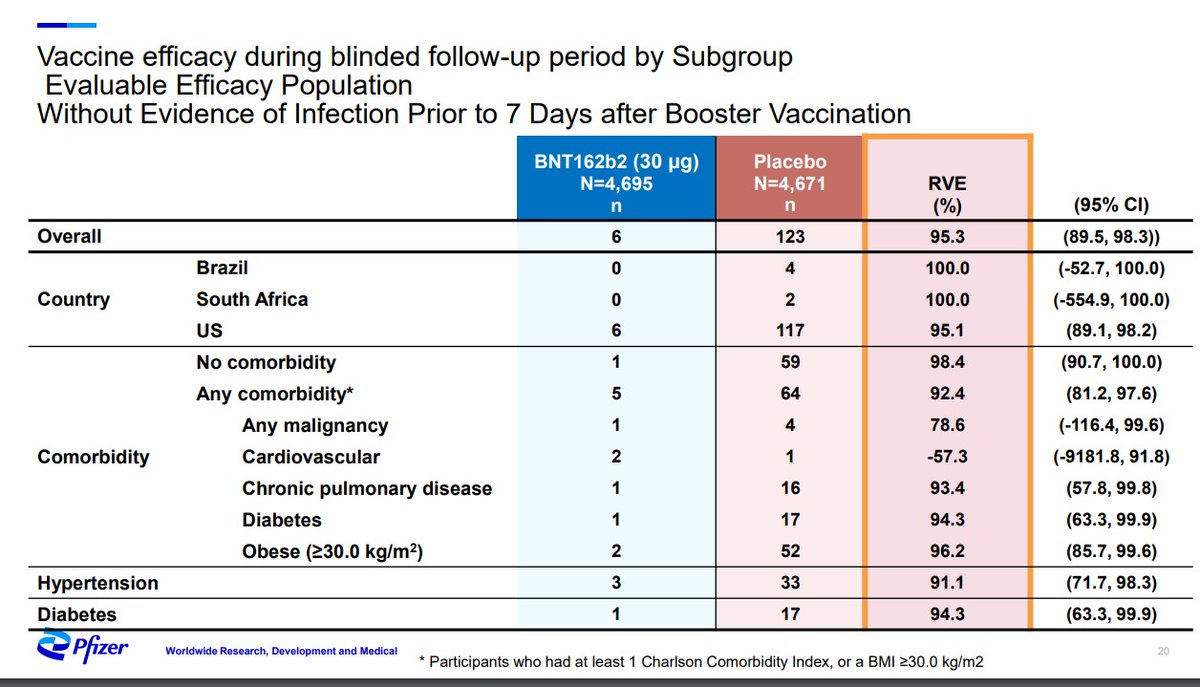 Vaccine efficacy during blinded follow-up period by Subgroup
Evaluable Efficacy Population
Without Evidence of Infection Prior to 7 Days after Booster Vaccination
BNT162b2 (30 μg) Placebo
N=4,695 N=4,671 RVE
n n (%) (95% CI)
Overall 6 123 95.3 (89.5, 98.3))
Brazil 0 4 100.0 (-52.7, 100.0)
Country South Africa 0 2 100.0 (-554.9, 100.0)
US 6 117 95.1 (89.1, 98.2)
No comorbidity 1 59 98.4 (90.7, 100.0)
Any comorbidity* 5 64 92.4 (81.2, 97.6)
Any malignancy 1 4 78.6 (-116.4, 99.6)
Comorbidity Cardiovascular 2 1 -57.3 (-9181.8, 91.8)
Chronic pulmonary disease 1 16 93.4 (57.8, 99.8)
Diabetes 1 17 94.3 (63.3, 99.9)
Obese (≥30.0 kg/m²) 2 52 96.2 (85.7, 99.6)
Hypertension 3 33 91.1 (71.7, 98.3)
Diabetes 1 17 94.3 (63.3, 99.9)
Pfizer Worldwide Research, Development and Medical 20
* Participants who had at least 1 Charlson Comorbidity Index, or a BMI ≥30.0 kg/m2